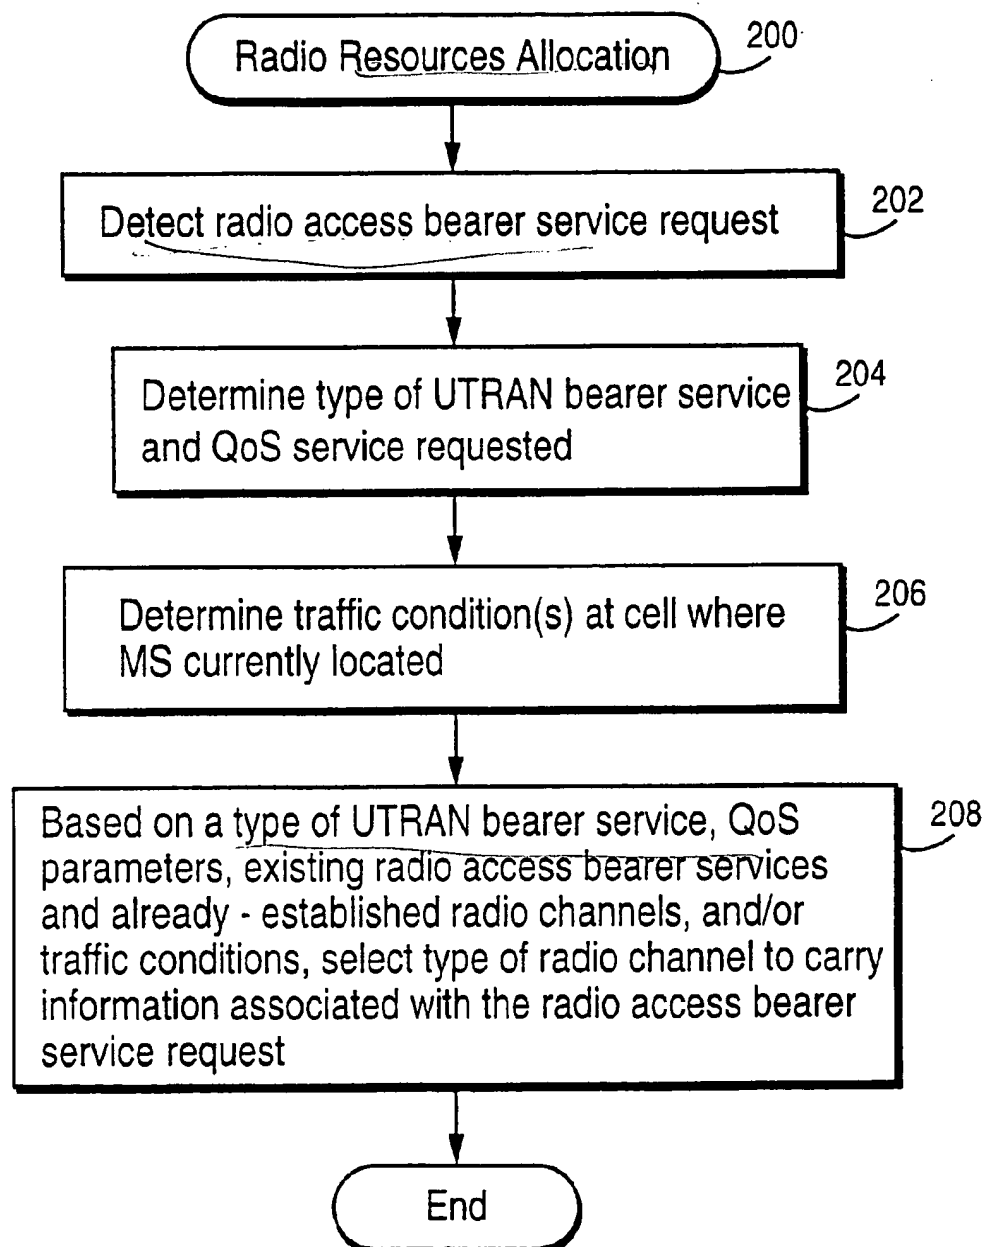 Radio Resources Allocation
200
Detect radio access bearer service request
202
Determine type of UTRAN bearer service
and QoS service requested
204
Determine traffic condition(s) at cell where
MS currently located
206
Based on a type of UTRAN bearer service, QoS
parameters, existing radio access bearer services
and already - established radio channels, and/or
traffic conditions, select type of radio channel to carry
information associated with the radio access bearer
service request
208
End